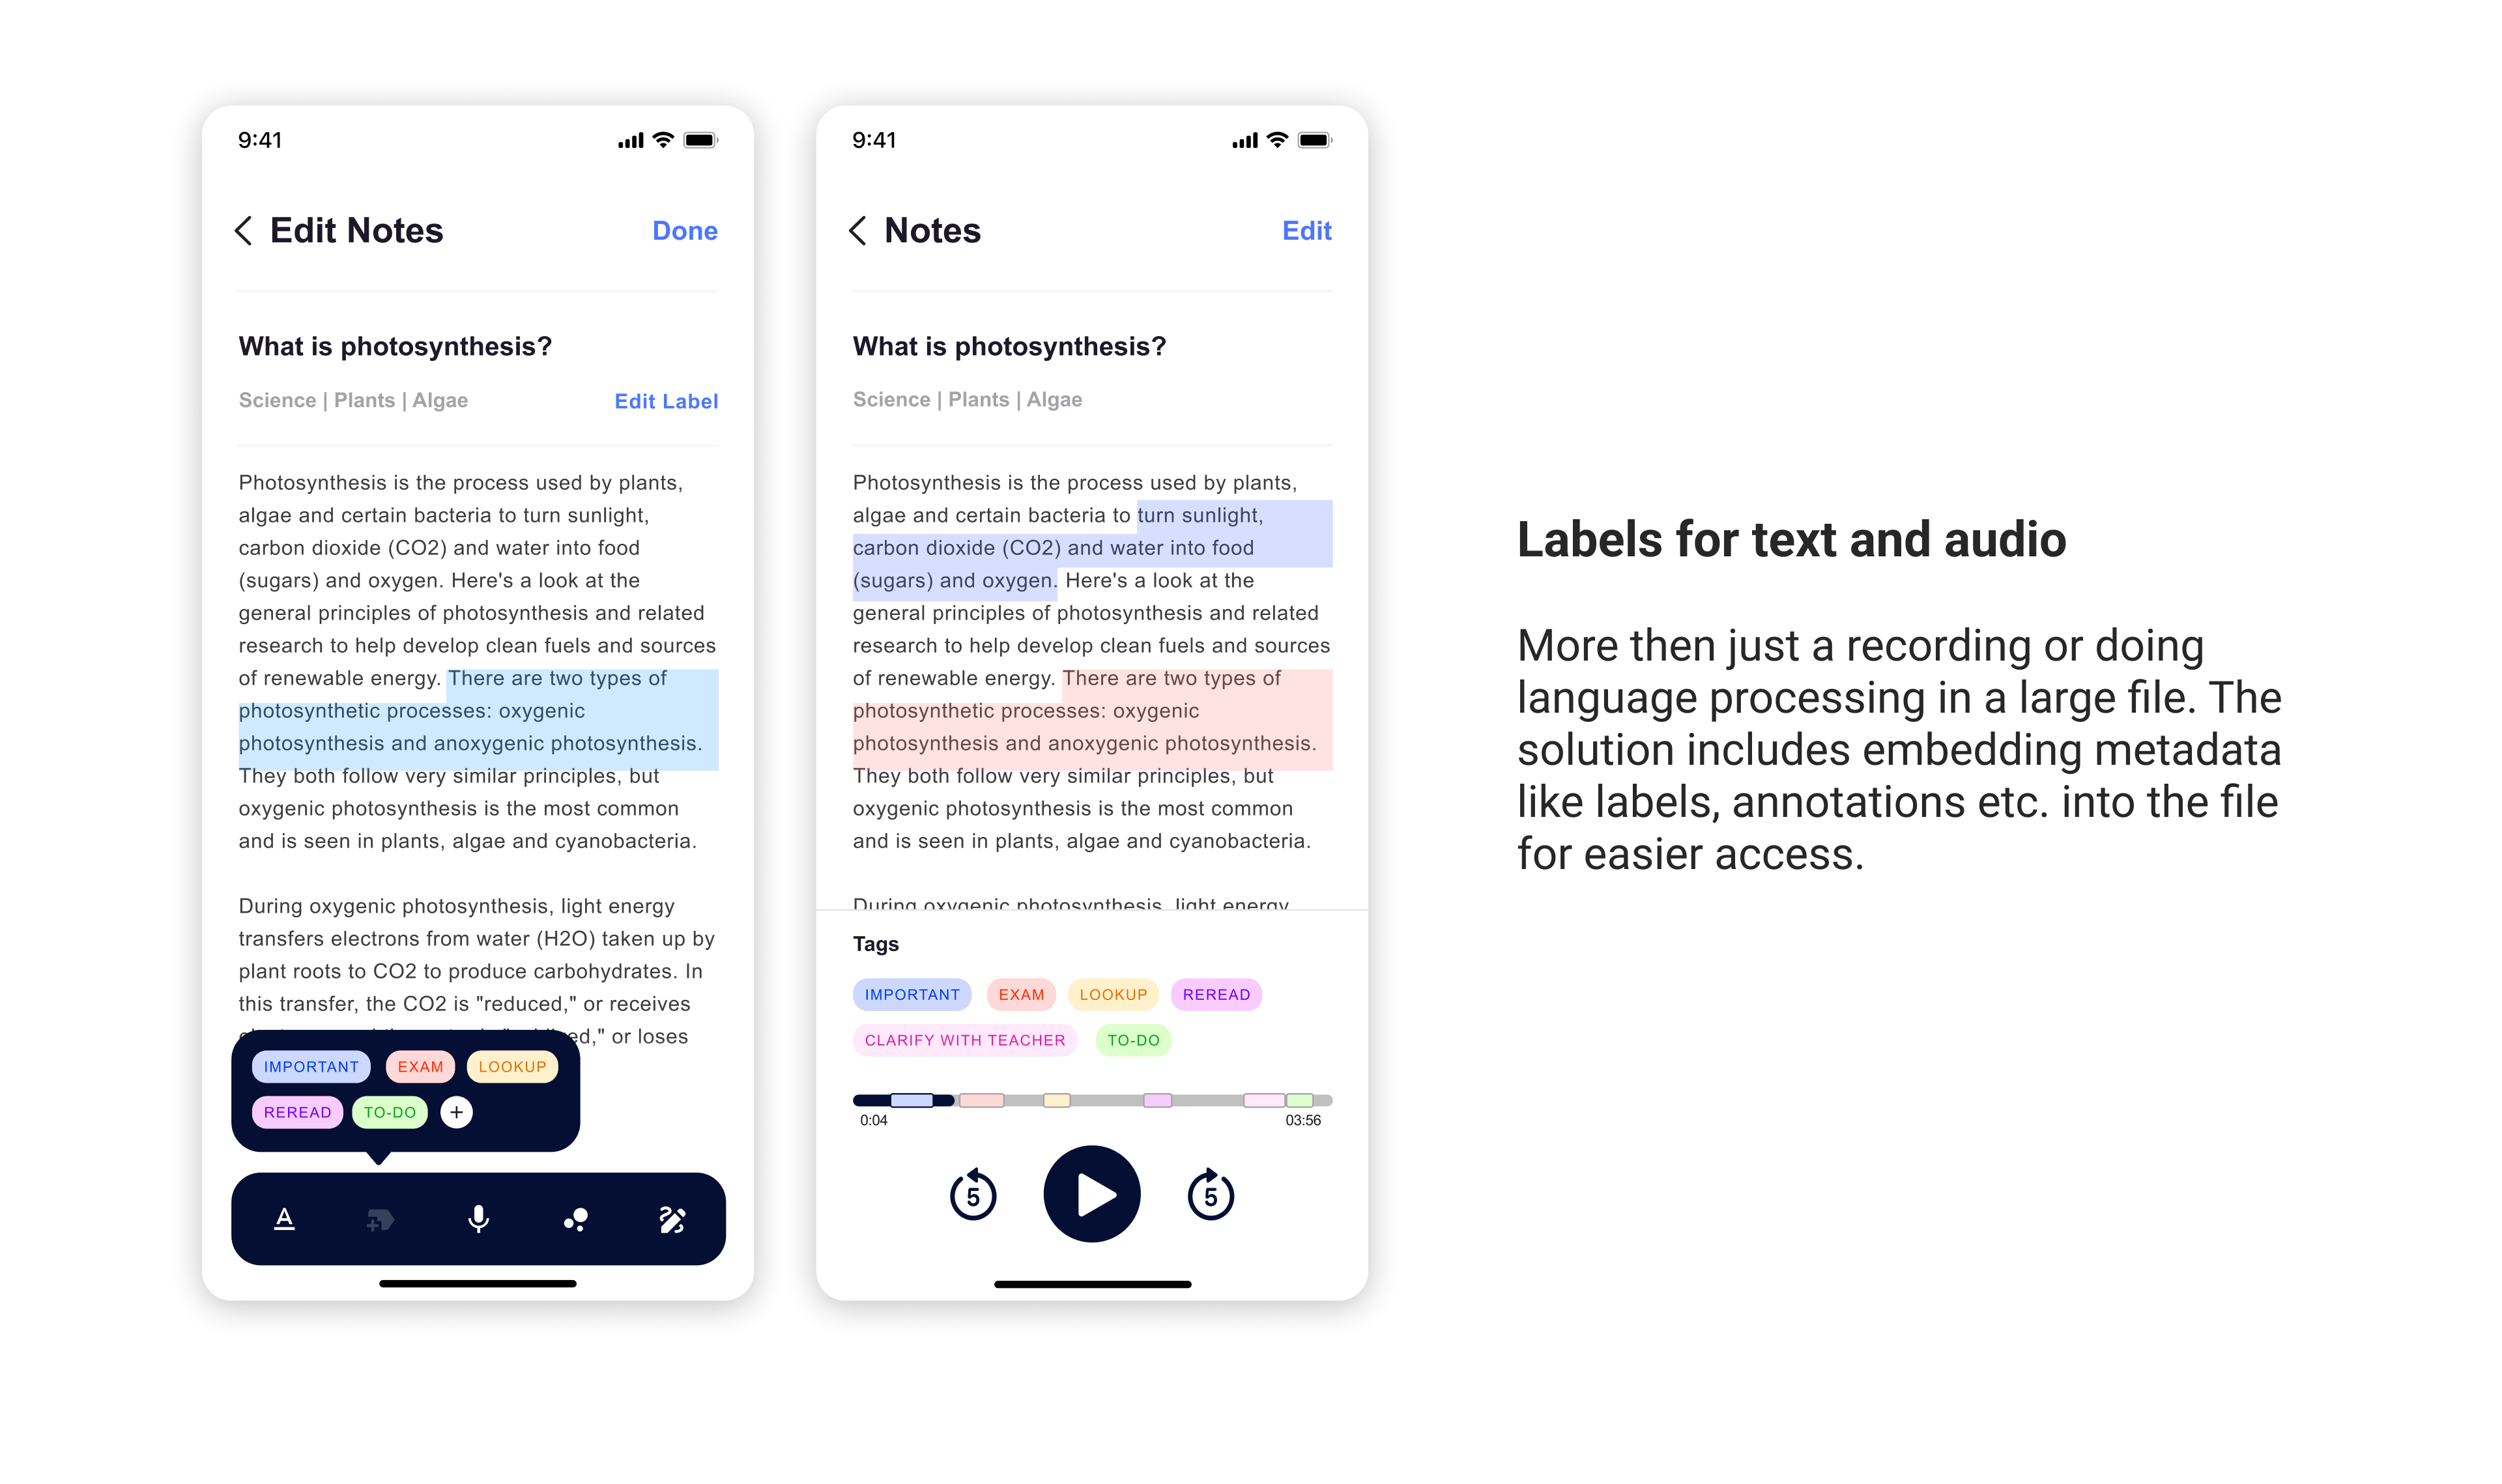 9:41
Edit Notes
Done
What is photosynthesis?
Science | Plants | Algae
Edit Label
Photosynthesis is the process used by plants,
algae and certain bacteria to turn sunlight,
carbon dioxide (CO2) and water into food
(sugars) and oxygen. Here's a look at the
general principles of photosynthesis and related
research to help develop clean fuels and sources
of renewable energy. There are two types of
photosynthetic processes: oxygenic
photosynthesis and anoxygenic photosynthesis.
They both follow very similar principles, but
oxygenic photosynthesis is the most common
and is seen in plants, algae and cyanobacteria.
During oxygenic photosynthesis, light energy
transfers electrons from water (H2O) taken up by
plant roots to CO2 to produce carbohydrates. In
this transfer, the CO2 is "reduced," or receives
or loses
IMPORTANT EXAM LOOKUP
REREAD TO-DO +
A
9:41
Notes
Edit
What is photosynthesis?
Science | Plants | Algae
Photosynthesis is the process used by plants,
algae and certain bacteria to turn sunlight,
carbon dioxide (CO2) and water into food
(sugars) and oxygen. Here's a look at the
general principles of photosynthesis and related
research to help develop clean fuels and sources
of renewable energy. There are two types of
photosynthetic processes: oxygenic
photosynthesis and anoxygenic photosynthesis.
They both follow very similar principles, but
oxygenic photosynthesis is the most common
and is seen in plants, algae and cyanobacteria.
During oxygenic photosynthesis, light energy
Tags
IMPORTANT EXAM LOOKUP REREAD
CLARIFY WITH TEACHER TO-DO
0:04 03:56
5 5
Labels for text and audio
More then just a recording or doing
language processing in a large file. The
solution includes embedding metadata
like labels, annotations etc. into the file
for easier access.